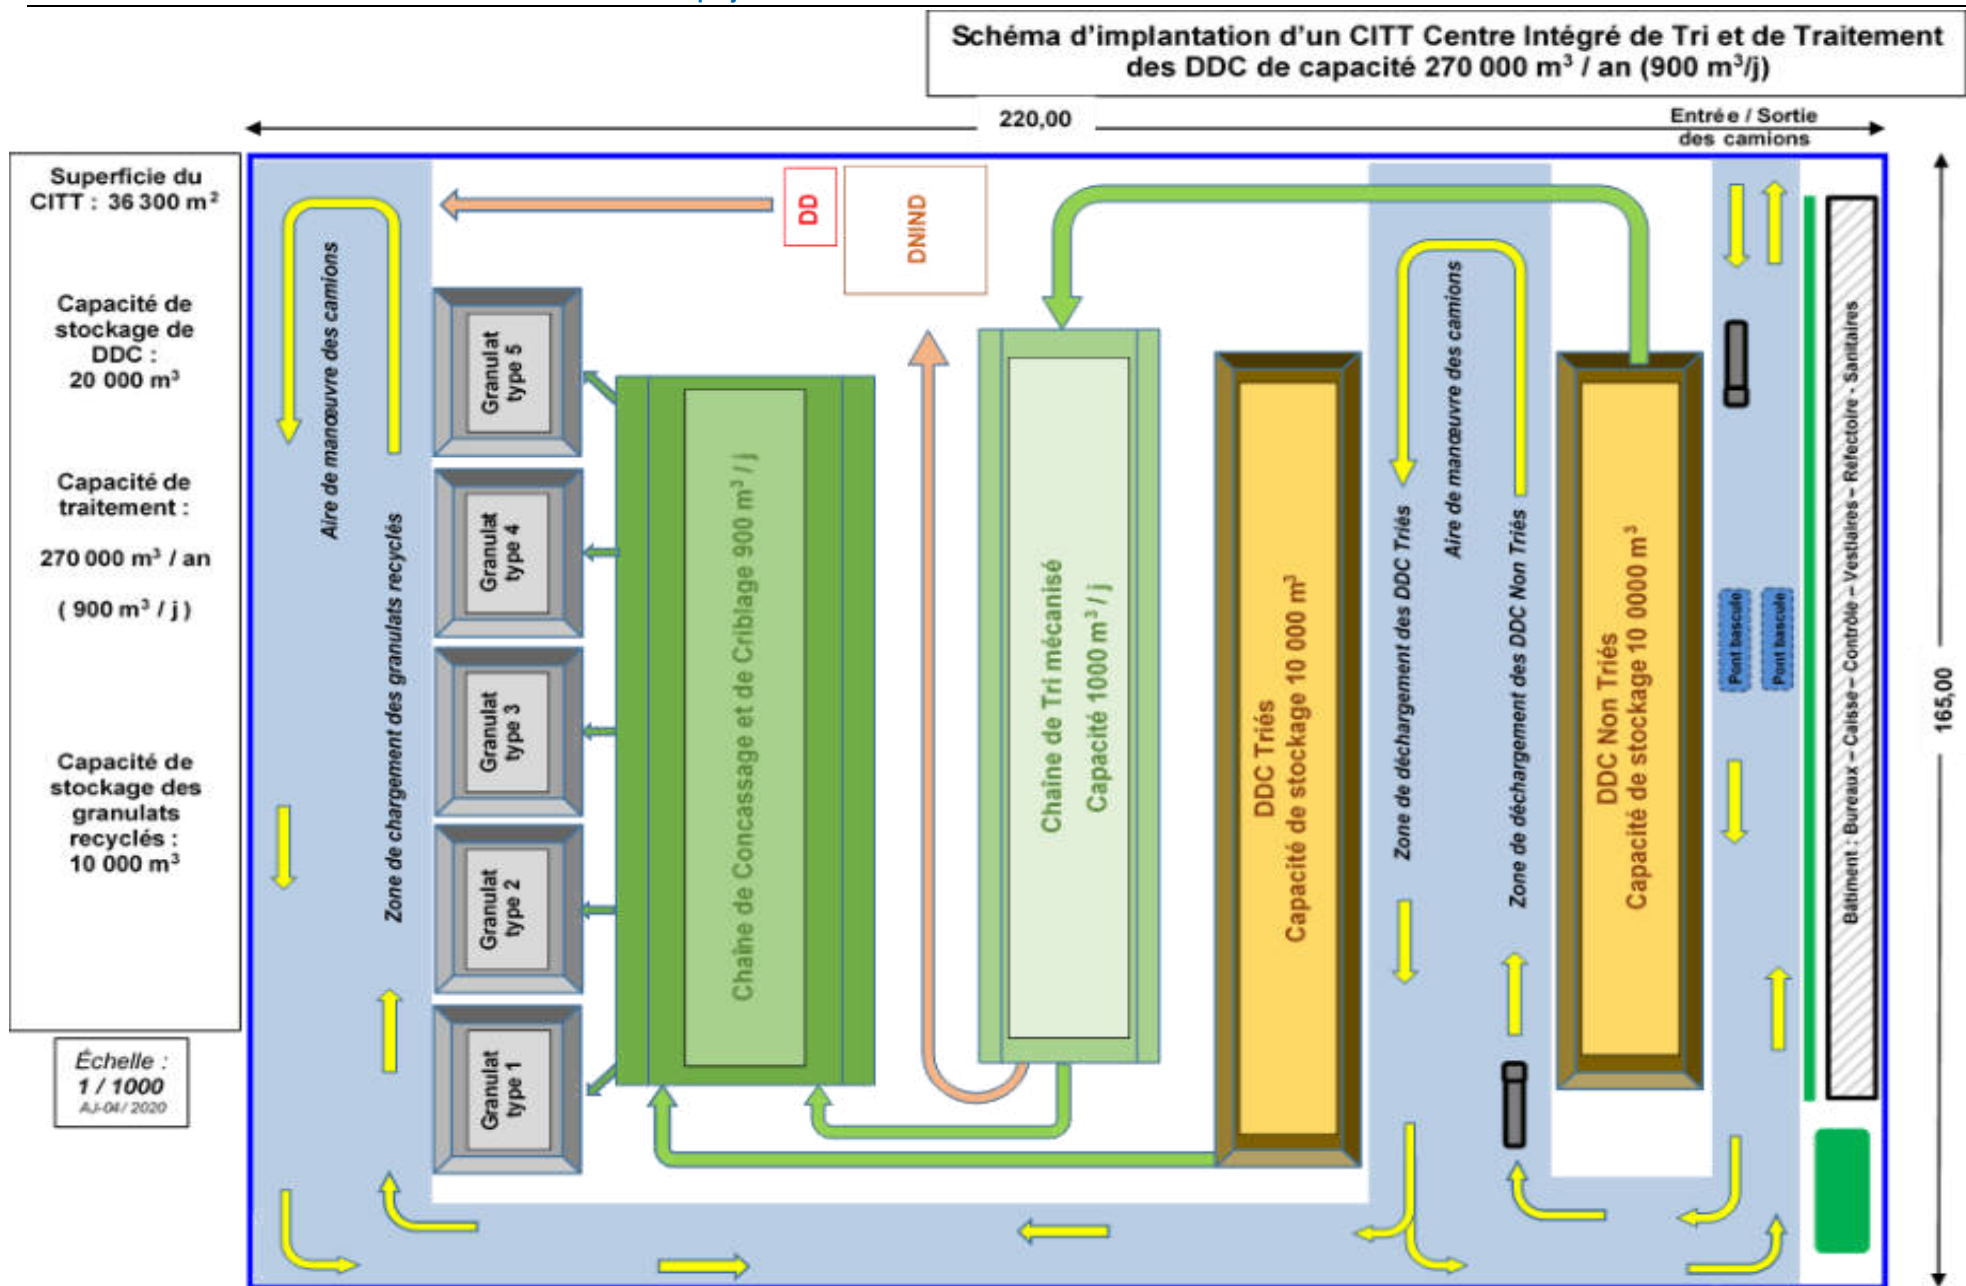 Schéma d'implantation d'un CITT Centre Intégré de Tri et de Traitement
des DDC de capacité 270 000 m³ / an (900 m³/j)
220,00
Entrée / Sortie
des camions
Superficie du
CITT : 36 300 m²
Capacité de
stockage de
DDC :
20 000 m³
Capacité de
traitement :
270 000 m³ / an
( 900 m³ / j )
Capacité de
stockage des
granulats
recyclés :
10 000 m³
Échelle :
1 / 1000
AJ-04/ 2020
Aire de manœuvre des camions
Zone de chargement des granulats recyclés
Granulat
type 5
Granulat
type 4
Granulat
type 3
Granulat
type 2
Granulat
type 1
Chaîne de Concassage et de Criblage 900 m³ / j
DD
DNIND
Chaîne de Tri mécanisé
Capacité 1000 m³ / j
DDC Triés
Capacité de stockage 10 000 m³
Zone de déchargement des DDC Triés
Aire de manœuvre des camions
Zone de déchargement des DDC Non Triés
DDC Non Triés
Capacité de stockage 10 0000 m³
Pont bascule
Pont bascule
Bâtiment : Bureaux – Caisse – Contrôle – Vestiaires – Réfectoire - Sanitaires
165,00